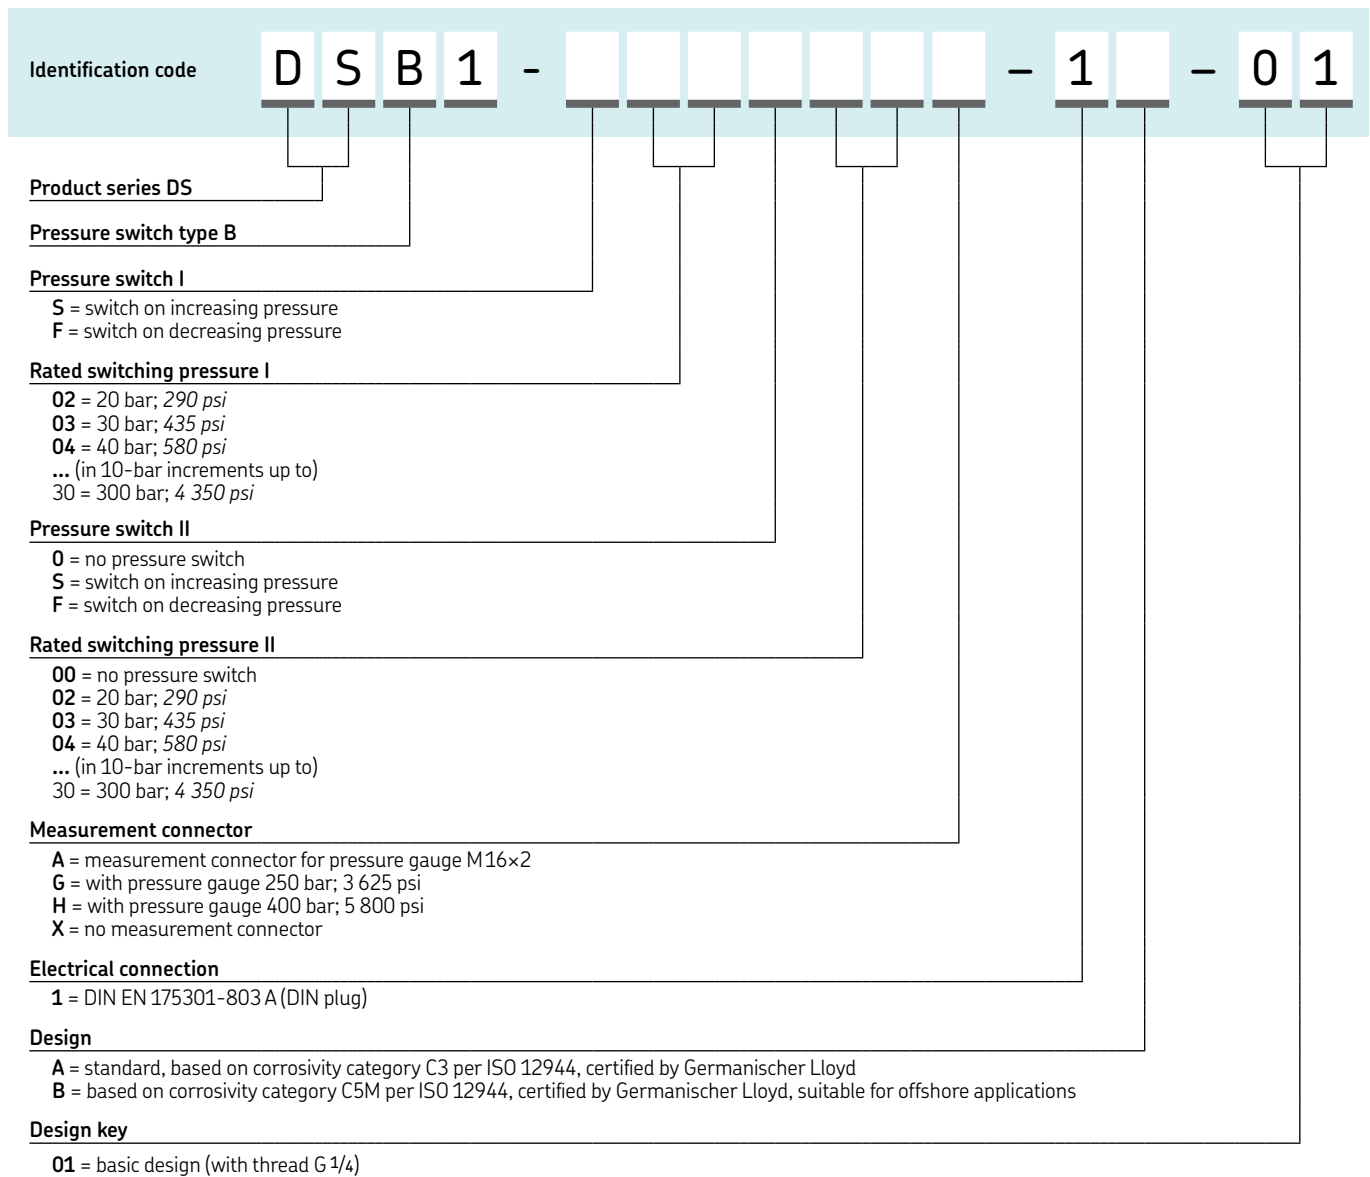 Identification code D S B 1 - – 1 – 0 1
Product series DS
Pressure switch type B
Pressure switch I
S = switch on increasing pressure
F = switch on decreasing pressure
Rated switching pressure I
02 = 20 bar; 290 psi
03 = 30 bar; 435 psi
04 = 40 bar; 580 psi
... (in 10-bar increments up to)
30 = 300 bar; 4 350 psi
Pressure switch II
0 = no pressure switch
S = switch on increasing pressure
F = switch on decreasing pressure
Rated switching pressure II
00 = no pressure switch
02 = 20 bar; 290 psi
03 = 30 bar; 435 psi
04 = 40 bar; 580 psi
... (in 10-bar increments up to)
30 = 300 bar; 4 350 psi
Measurement connector
A = measurement connector for pressure gauge M16×2
G = with pressure gauge 250 bar; 3 625 psi
H = with pressure gauge 400 bar; 5 800 psi
X = no measurement connector
Electrical connection
1 = DIN EN 175301-803 A (DIN plug)
Design
A = standard, based on corrosivity category C3 per ISO 12944, certified by Germanischer Lloyd
B = based on corrosivity category C5M per ISO 12944, certified by Germanischer Lloyd, suitable for offshore applications
Design key
01 = basic design (with thread G 1/4)